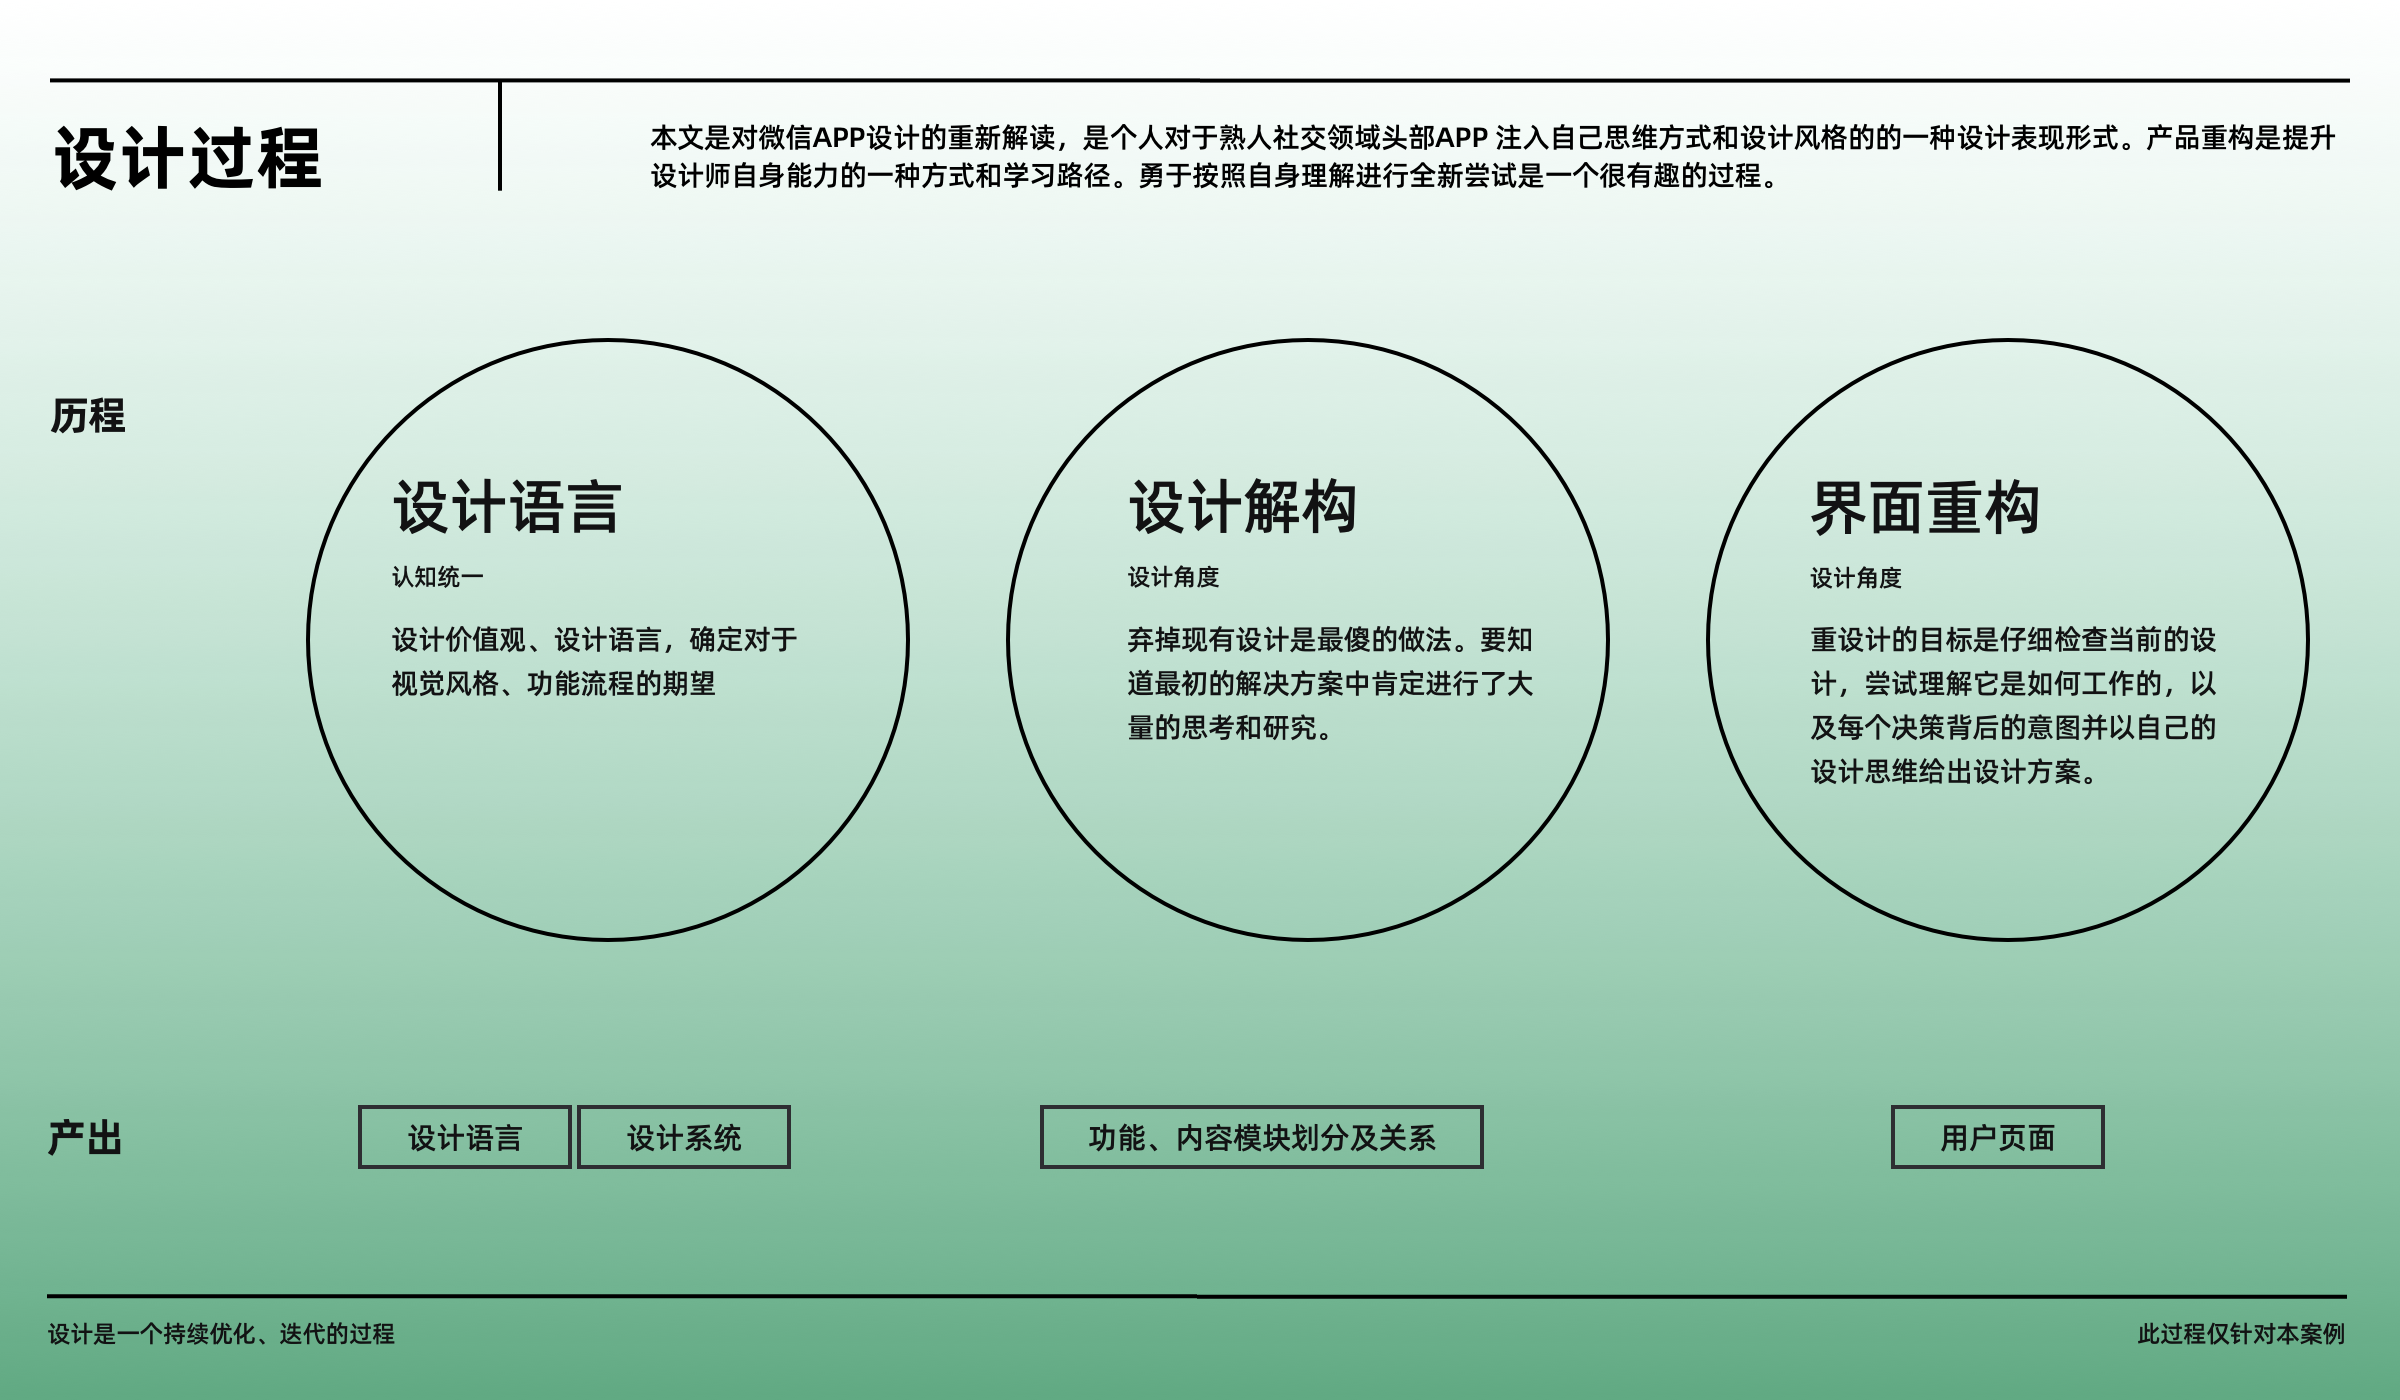 设计过程
本文是对微信APP设计的重新解读，是个人对于熟人社交领域头部APP 注入自己思维方式和设计风格的的一种设计表现形式。产品重构是提升
设计师自身能力的一种方式和学习路径。勇于按照自身理解进行全新尝试是一个很有趣的过程。
历程
设计语言
认知统一
设计价值观、设计语言，确定对于
视觉风格、功能流程的期望
设计解构
设计角度
弃掉现有设计是最傻的做法。要知
道最初的解决方案中肯定进行了大
量的思考和研究。
界面重构
设计角度
重设计的目标是仔细检查当前的设
计，尝试理解它是如何工作的，以
及每个决策背后的意图并以自己的
设计思维给出设计方案。
产出
设计语言
设计系统
功能、内容模块划分及关系
用户页面
设计是一个持续优化、迭代的过程
此过程仅针对本案例